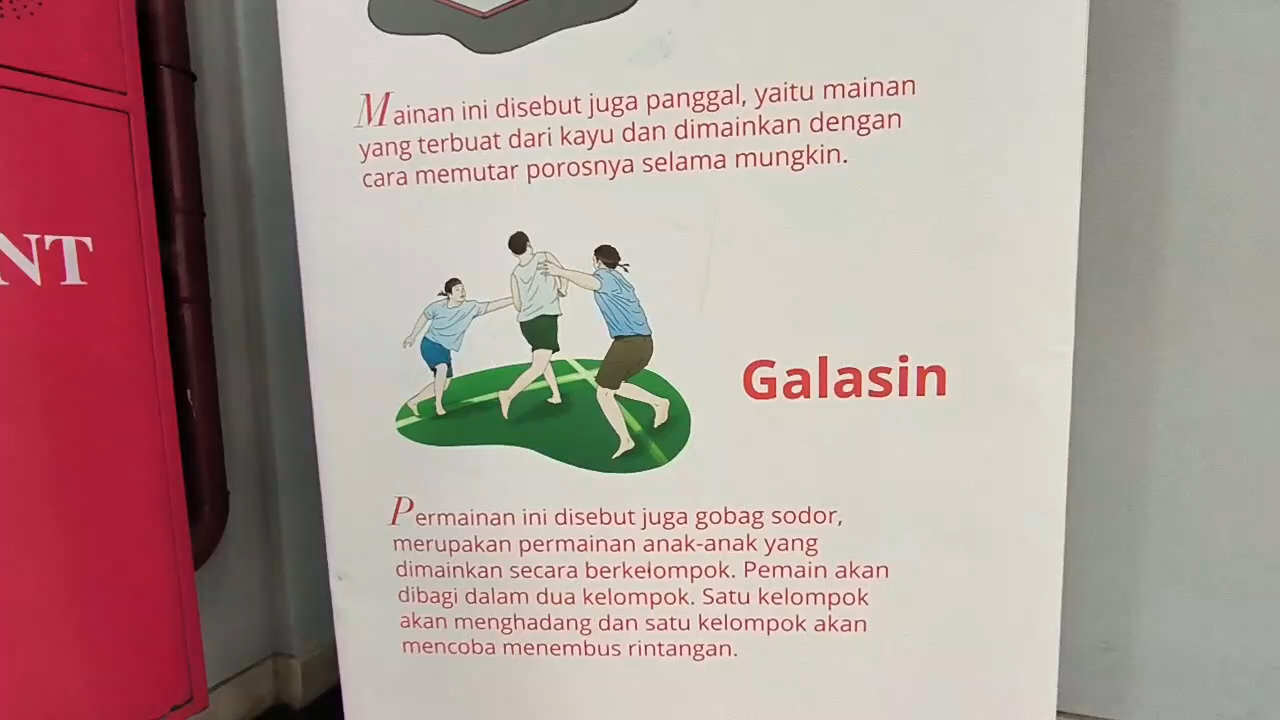 Mainan ini disebut juga panggal, yaitu mainan
yang terbuat dari kayu dan dimainkan dengan
cara memutar porosnya selama mungkin.
NT
Galasin
Permainan ini disebut juga gobag sodor,
merupakan permainan anak-anak yang
dimainkan secara berkelompok. Pemain akan
dibagi dalam dua kelompok. Satu kelompok
akan menghadang dan satu kelompok akan
mencoba menembus rintangan.